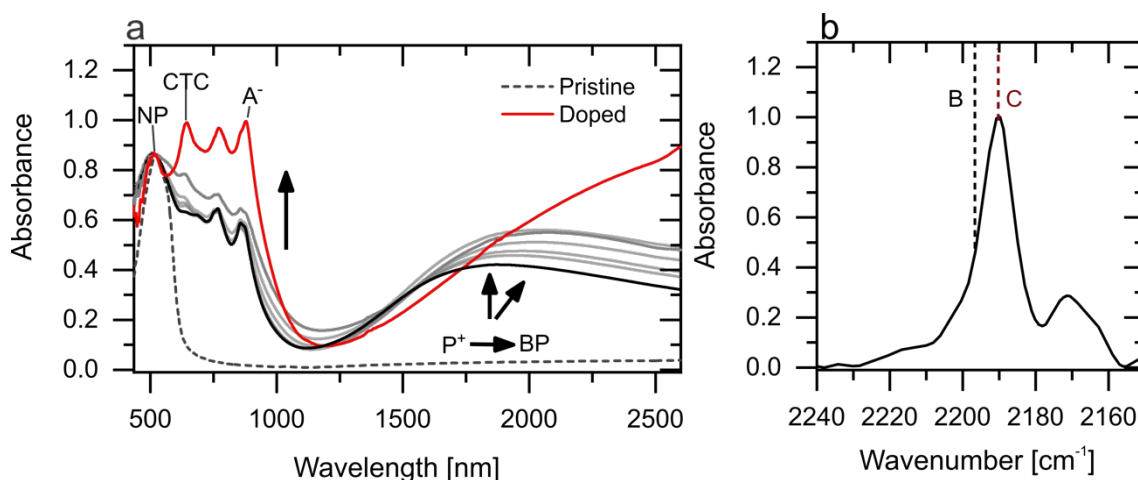 a
1.2
1.0
0.8
0.6
0.4
0.2
0.0
Absorbance
NP
CTC
A⁻
Pristine
Doped
P⁺ BP
500 1000 1500 2000 2500
Wavelength [nm]
b
1.2
1.0
0.8
0.6
0.4
0.2
0.0
Absorbance
B C
2240 2220 2200 2180 2160
Wavenumber [cm⁻¹]